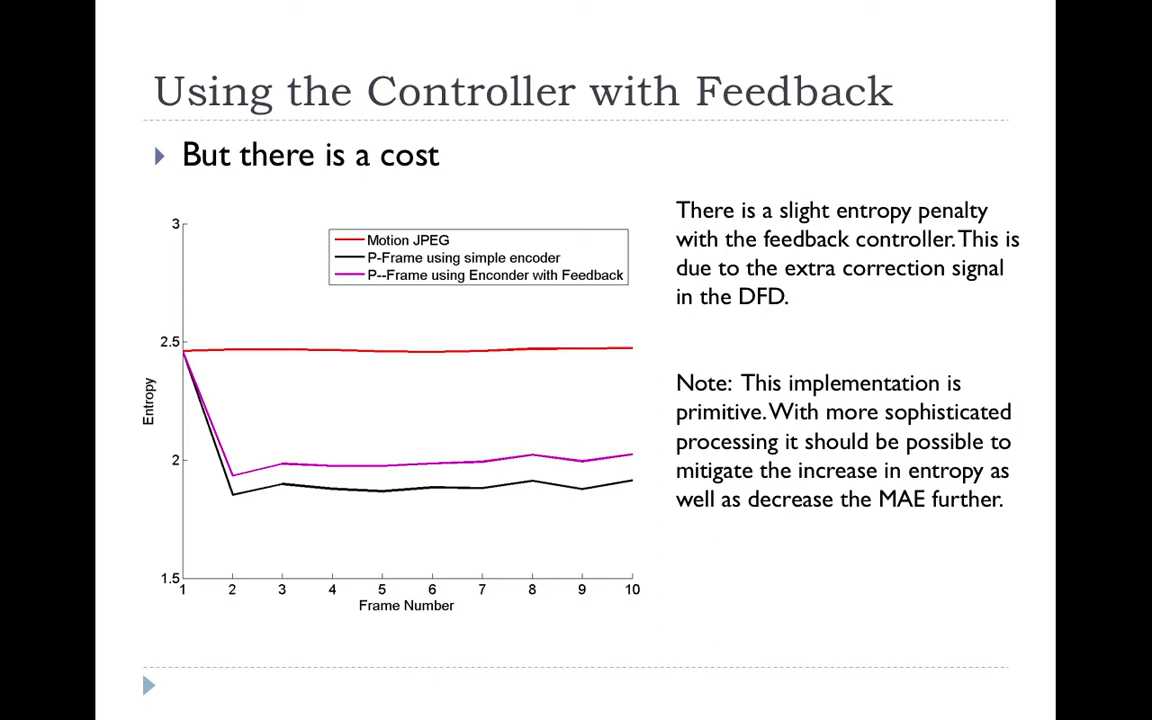 Using the Controller with Feedback
But there is a cost
There is a slight entropy penalty
with the feedback controller. This is
due to the extra correction signal
in the DFD.
Note: This implementation is
primitive. With more sophisticated
processing it should be possible to
mitigate the increase in entropy as
well as decrease the MAE further.
Motion JPEG
P-Frame using simple encoder
P--Frame using Enconder with Feedback
3
2.5
2
1.5
Entropy
1 2 3 4 5 6 7 8 9 10
Frame Number